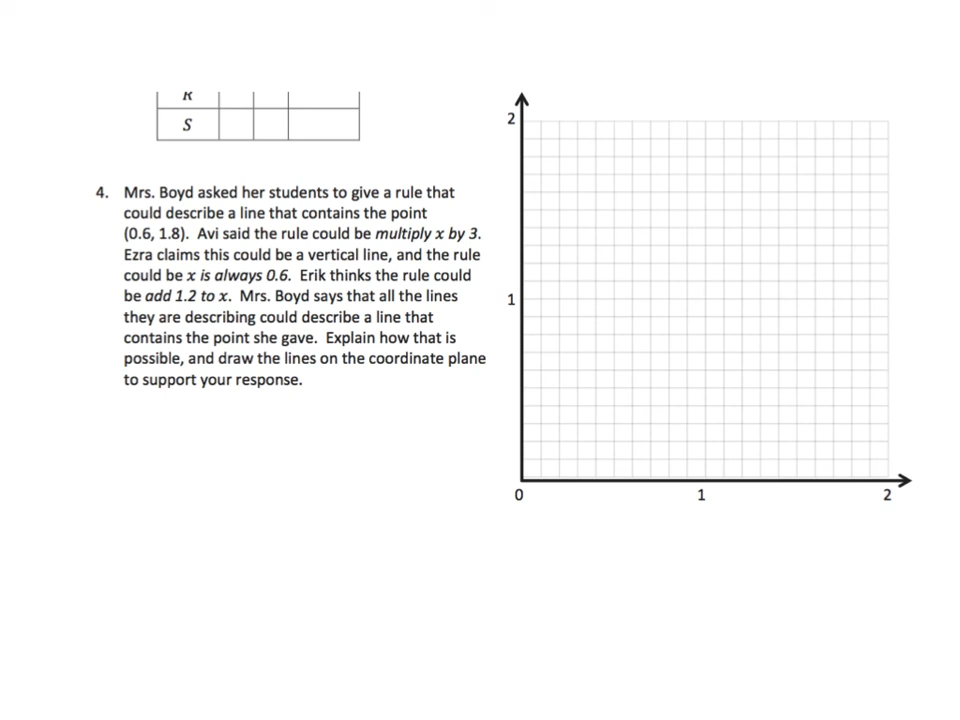 R
S
4. Mrs. Boyd asked her students to give a rule that
could describe a line that contains the point
(0.6, 1.8). Avi said the rule could be multiply x by 3.
Ezra claims this could be a vertical line, and the rule
could be x is always 0.6. Erik thinks the rule could
be add 1.2 to x. Mrs. Boyd says that all the lines
they are describing could describe a line that
contains the point she gave. Explain how that is
possible, and draw the lines on the coordinate plane
to support your response.
2
1
0 1 2